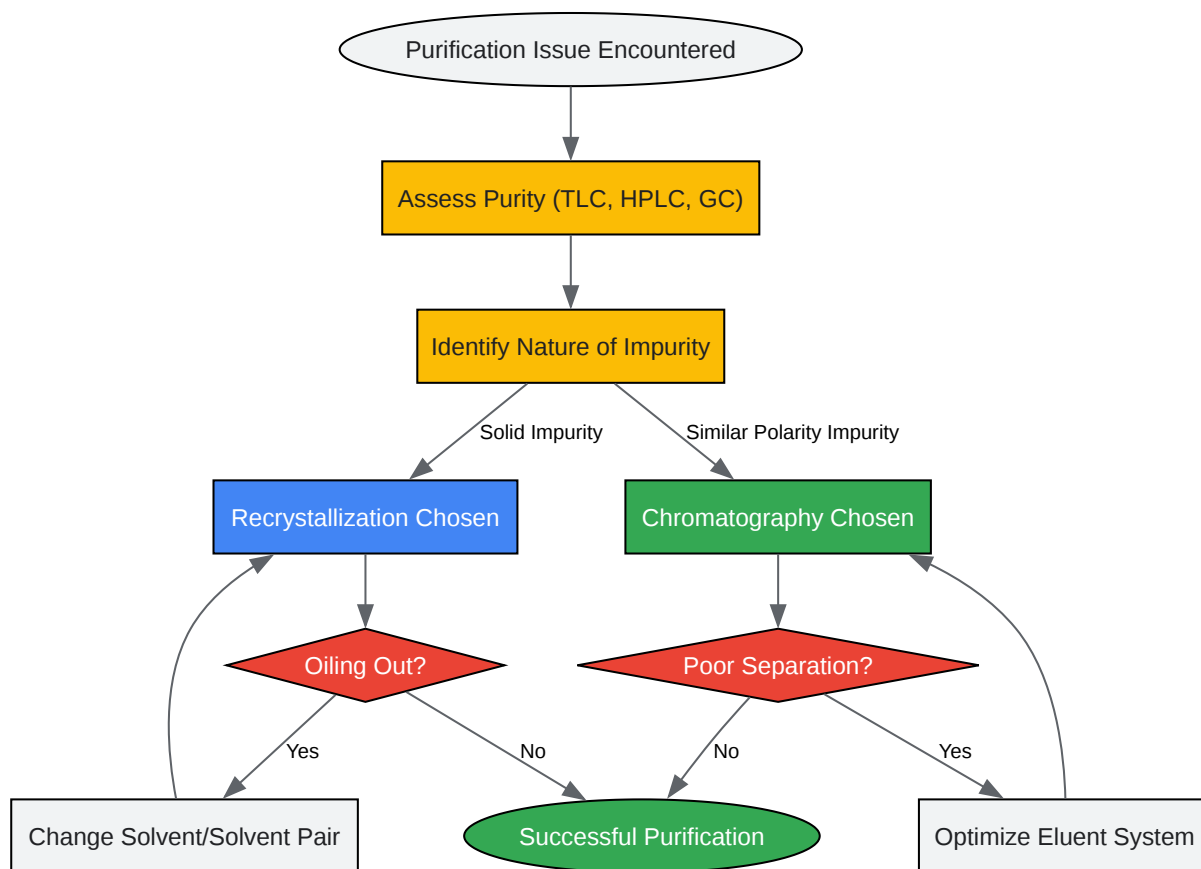 Purification Issue Encountered
Assess Purity (TLC, HPLC, GC)
Identify Nature of Impurity
Solid Impurity
Similar Polarity Impurity
Recrystallization Chosen
Chromatography Chosen
Oiling Out?
Poor Separation?
Yes
No
No
Yes
Change Solvent/Solvent Pair
Successful Purification
Optimize Eluent System